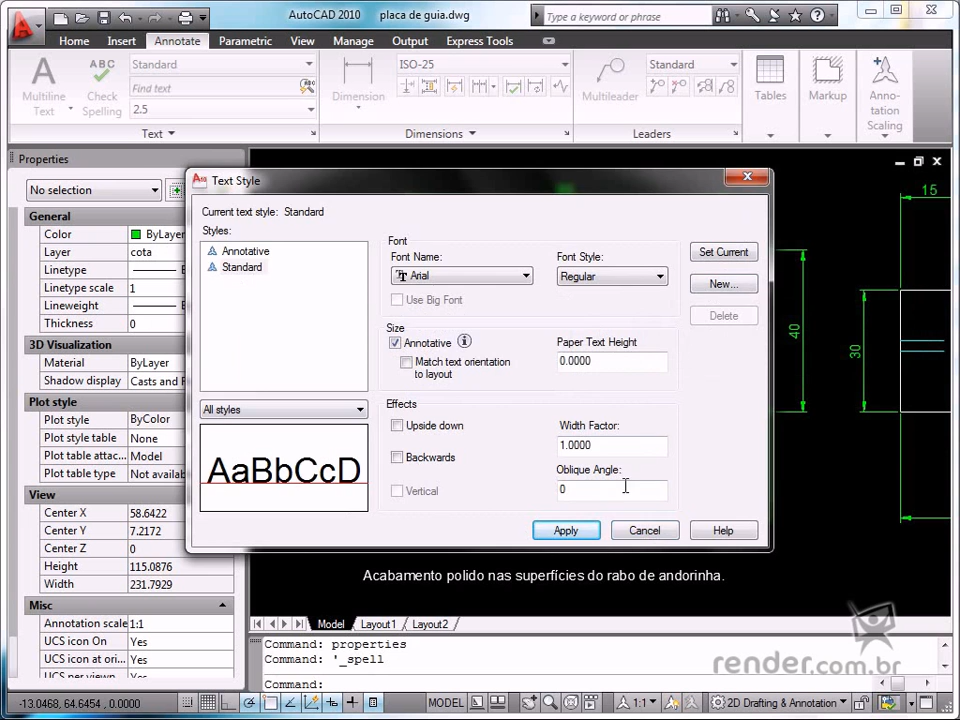 AutoCAD 2010 placa de guia.dwg
Type a keyword or phrase
Home Insert Annotate Parametric View Manage Output Express Tools
Standard
ISO-25
Standard
Find text
2.5
Multiline Text
Check Spelling
Dimension
Multileader
Tables
Markup
Anno-
tation
Scaling
Text
Dimensions
Leaders
Properties
No selection
General
Color ByLayer
Layer cota
Linetype
Linetype scale 1
Lineweight
Thickness 0
3D Visualization
Material ByLayer
Shadow display Casts and
Plot style
Plot style ByColor
Plot style table None
Plot table attac... Model
Plot table type Not availab
View
Center X 58.6422
Center Y 7.2172
Center Z 0
Height 115.0876
Width 231.7929
Misc
Annotation scale 1:1
UCS icon On Yes
UCS icon at ori... Yes
UCS per viewp... Yes
Text Style
Current text style: Standard
Styles:
Annotative
Standard
All styles
AaBbCcD
Font
Font Name:
Arial
Font Style:
Regular
Use Big Font
Size
Annotative
Match text orientation
to layout
Paper Text Height
0.0000
Effects
Upside down
Backwards
Vertical
Width Factor:
1.0000
Oblique Angle:
0
Set Current
New...
Delete
Apply Cancel Help
15
40
30
Acabamento polido nas superfícies do rabo de andorinha.
Model Layout1 Layout2
Command: properties
Command: '_spell
Command:
render.com.br
-13.0468, 64.6454, 0.0000
MODEL
1:1
2D Drafting & Annotation